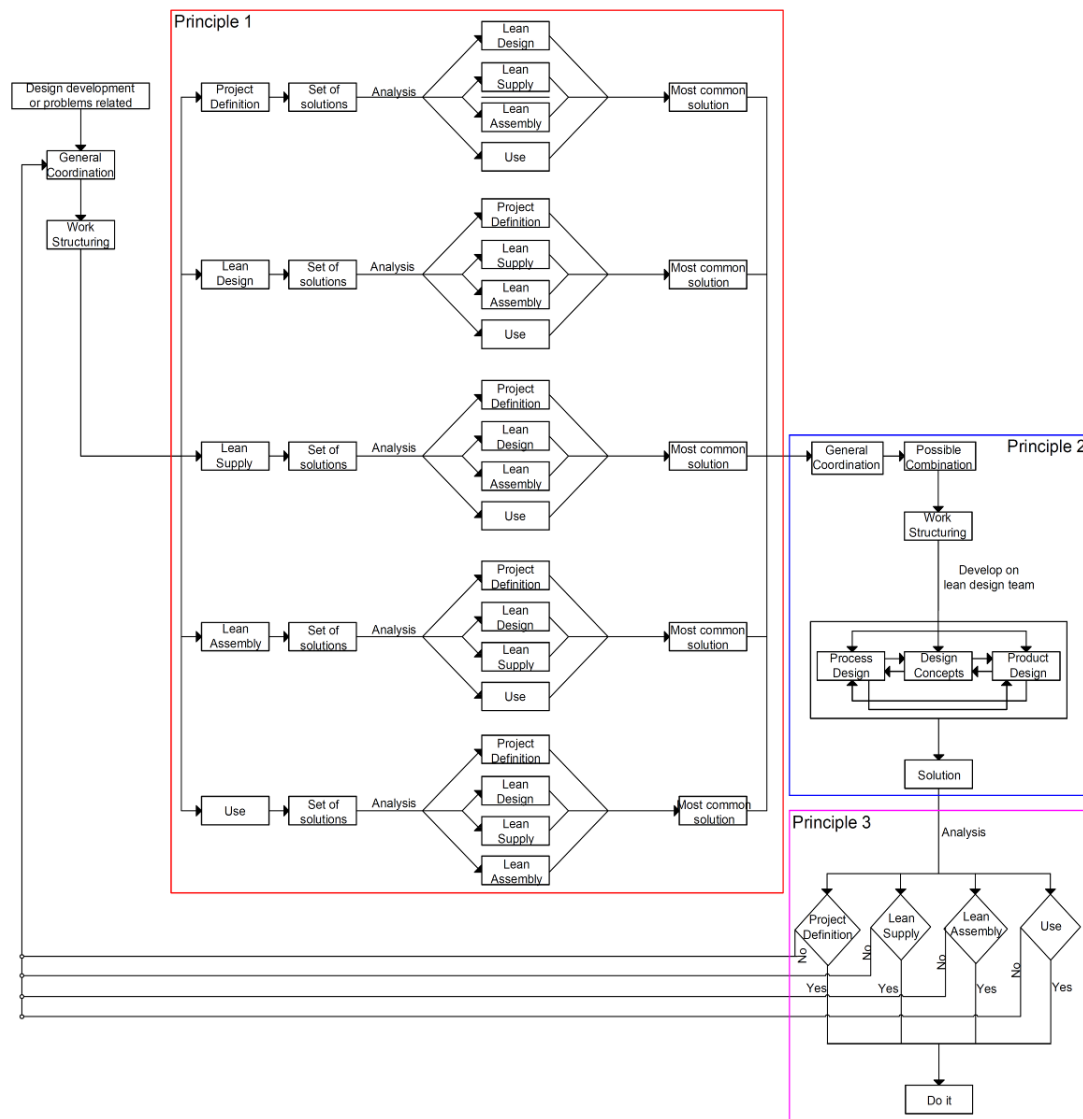 Principle 1
Design development
or problems related
General
Coordination
Work
Structuring
Project
Definition
Set of
solutions
Analysis
Lean
Design
Lean
Supply
Lean
Assembly
Use
Most common
solution
Lean
Design
Set of
solutions
Analysis
Project
Definition
Lean
Supply
Lean
Assembly
Use
Most common
solution
Lean
Supply
Set of
solutions
Analysis
Project
Definition
Lean
Design
Lean
Assembly
Use
Most common
solution
Lean
Assembly
Set of
solutions
Analysis
Project
Definition
Lean
Design
Lean
Supply
Use
Most common
solution
Use
Set of
solutions
Analysis
Project
Definition
Lean
Design
Lean
Supply
Lean
Assembly
Most common
solution
Principle 2
General
Coordination
Possible
Combination
Work
Structuring
Develop on
lean design team
Process
Design
Design
Concepts
Product
Design
Solution
Principle 3
Analysis
Project
Definition
Lean
Supply
Lean
Assembly
Use
No
No
No
No
Yes
Yes
Yes
Yes
Do it